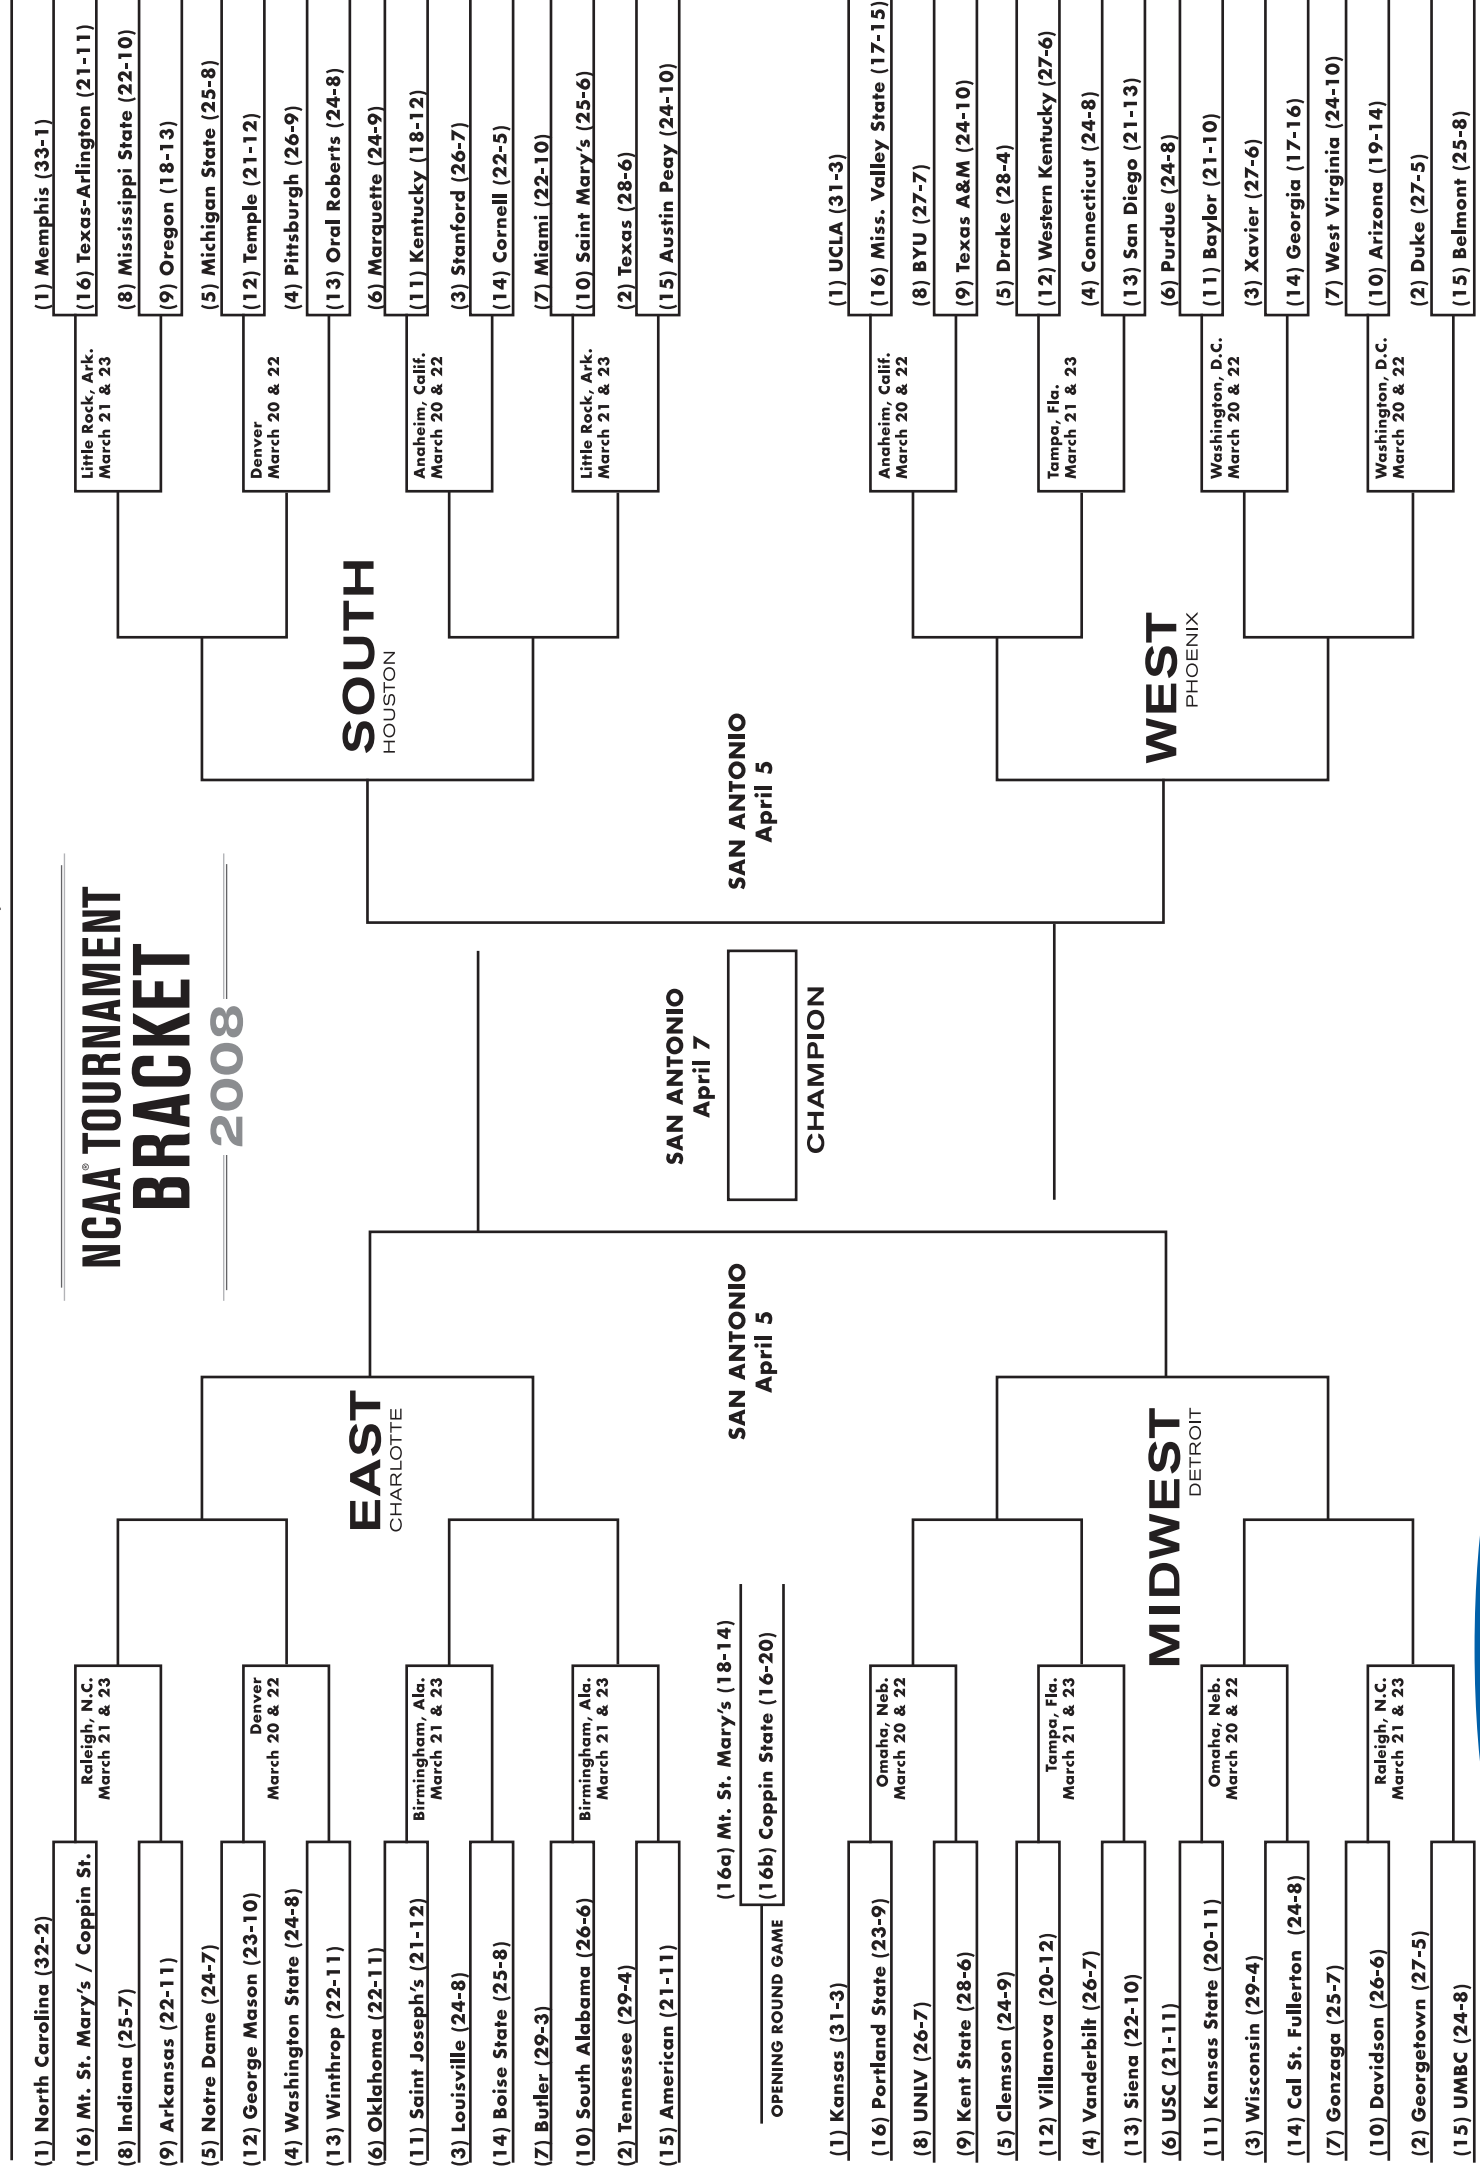 NCAA® TOURNAMENT
BRACKET
2008
(1) North Carolina (32-2)
(16) Mt. St. Mary's / Coppin St.
(8) Indiana (25-7)
(9) Arkansas (22-11)
(5) Notre Dame (24-7)
(12) George Mason (23-10)
(4) Washington State (24-8)
(13) Winthrop (22-11)
(6) Oklahoma (22-11)
(11) Saint Joseph's (21-12)
(3) Louisville (24-8)
(14) Boise State (25-8)
(7) Butler (29-3)
(10) South Alabama (26-6)
(2) Tennessee (29-4)
(15) American (21-11)
Raleigh, N.C.
March 21 & 23
Denver
March 20 & 22
Birmingham, Ala.
March 21 & 23
Birmingham, Ala.
March 21 & 23
EAST
CHARLOTTE
OPENING ROUND GAME
(16a) Mt. St. Mary's (18-14)
(16b) Coppin State (16-20)
(1) Kansas (31-3)
(16) Portland State (23-9)
(8) UNLV (26-7)
(9) Kent State (28-6)
(5) Clemson (24-9)
(12) Villanova (20-12)
(4) Vanderbilt (26-7)
(13) Siena (22-10)
(6) USC (21-11)
(11) Kansas State (20-11)
(3) Wisconsin (29-4)
(14) Cal St. Fullerton (24-8)
(7) Gonzaga (25-7)
(10) Davidson (26-6)
(2) Georgetown (27-5)
(15) UMBC (24-8)
Omaha, Neb.
March 20 & 22
Tampa, Fla.
March 21 & 23
Omaha, Neb.
March 20 & 22
Raleigh, N.C.
March 21 & 23
MIDWEST
DETROIT
SAN ANTONIO
April 5
SAN ANTONIO
April 7
CHAMPION
SAN ANTONIO
April 5
SOUTH
HOUSTON
Little Rock, Ark.
March 21 & 23
Denver
March 20 & 22
Anaheim, Calif.
March 20 & 22
Little Rock, Ark.
March 21 & 23
(1) Memphis (33-1)
(16) Texas-Arlington (21-11)
(8) Mississippi State (22-10)
(9) Oregon (18-13)
(5) Michigan State (25-8)
(12) Temple (21-12)
(4) Pittsburgh (26-9)
(13) Oral Roberts (24-8)
(6) Marquette (24-9)
(11) Kentucky (18-12)
(3) Stanford (26-7)
(14) Cornell (22-5)
(7) Miami (22-10)
(10) Saint Mary's (25-6)
(2) Texas (28-6)
(15) Austin Peay (24-10)
WEST
PHOENIX
Anaheim, Calif.
March 20 & 22
Tampa, Fla.
March 21 & 23
Washington, D.C.
March 20 & 22
Washington, D.C.
March 20 & 22
(1) UCLA (31-3)
(16) Miss. Valley State (17-15)
(8) BYU (27-7)
(9) Texas A&M (24-10)
(5) Drake (28-4)
(12) Western Kentucky (27-6)
(4) Connecticut (24-8)
(13) San Diego (21-13)
(6) Purdue (24-8)
(11) Baylor (21-10)
(3) Xavier (27-6)
(14) Georgia (17-16)
(7) West Virginia (24-10)
(10) Arizona (19-14)
(2) Duke (27-5)
(15) Belmont (25-8)